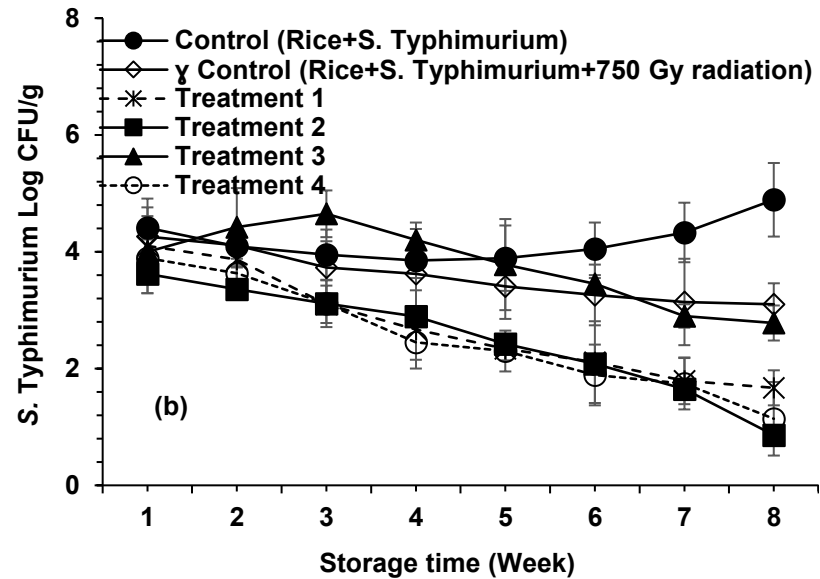 8
6
4
2
0
S. Typhimurium Log CFU/g
Control (Rice+S. Typhimurium)
ɣ Control (Rice+S. Typhimurium+750 Gy radiation)
Treatment 1
Treatment 2
Treatment 3
Treatment 4
(b)
1 2 3 4 5 6 7 8
Storage time (Week)